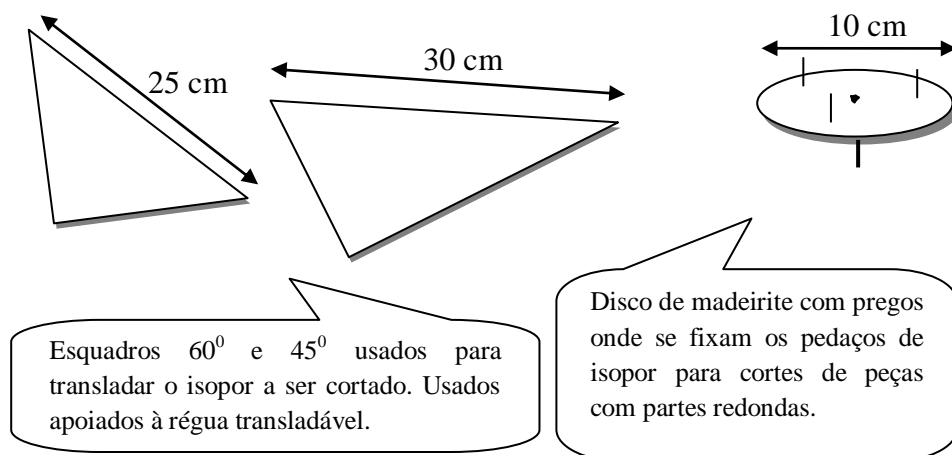 10 cm
25 cm
30 cm
Esquadros 60⁰ e 45⁰ usados para
transladar o isopor a ser cortado. Usados
apoiados à régua transladável.
Disco de madeirite com pregos
onde se fixam os pedaços de
isopor para cortes de peças
com partes redondas.